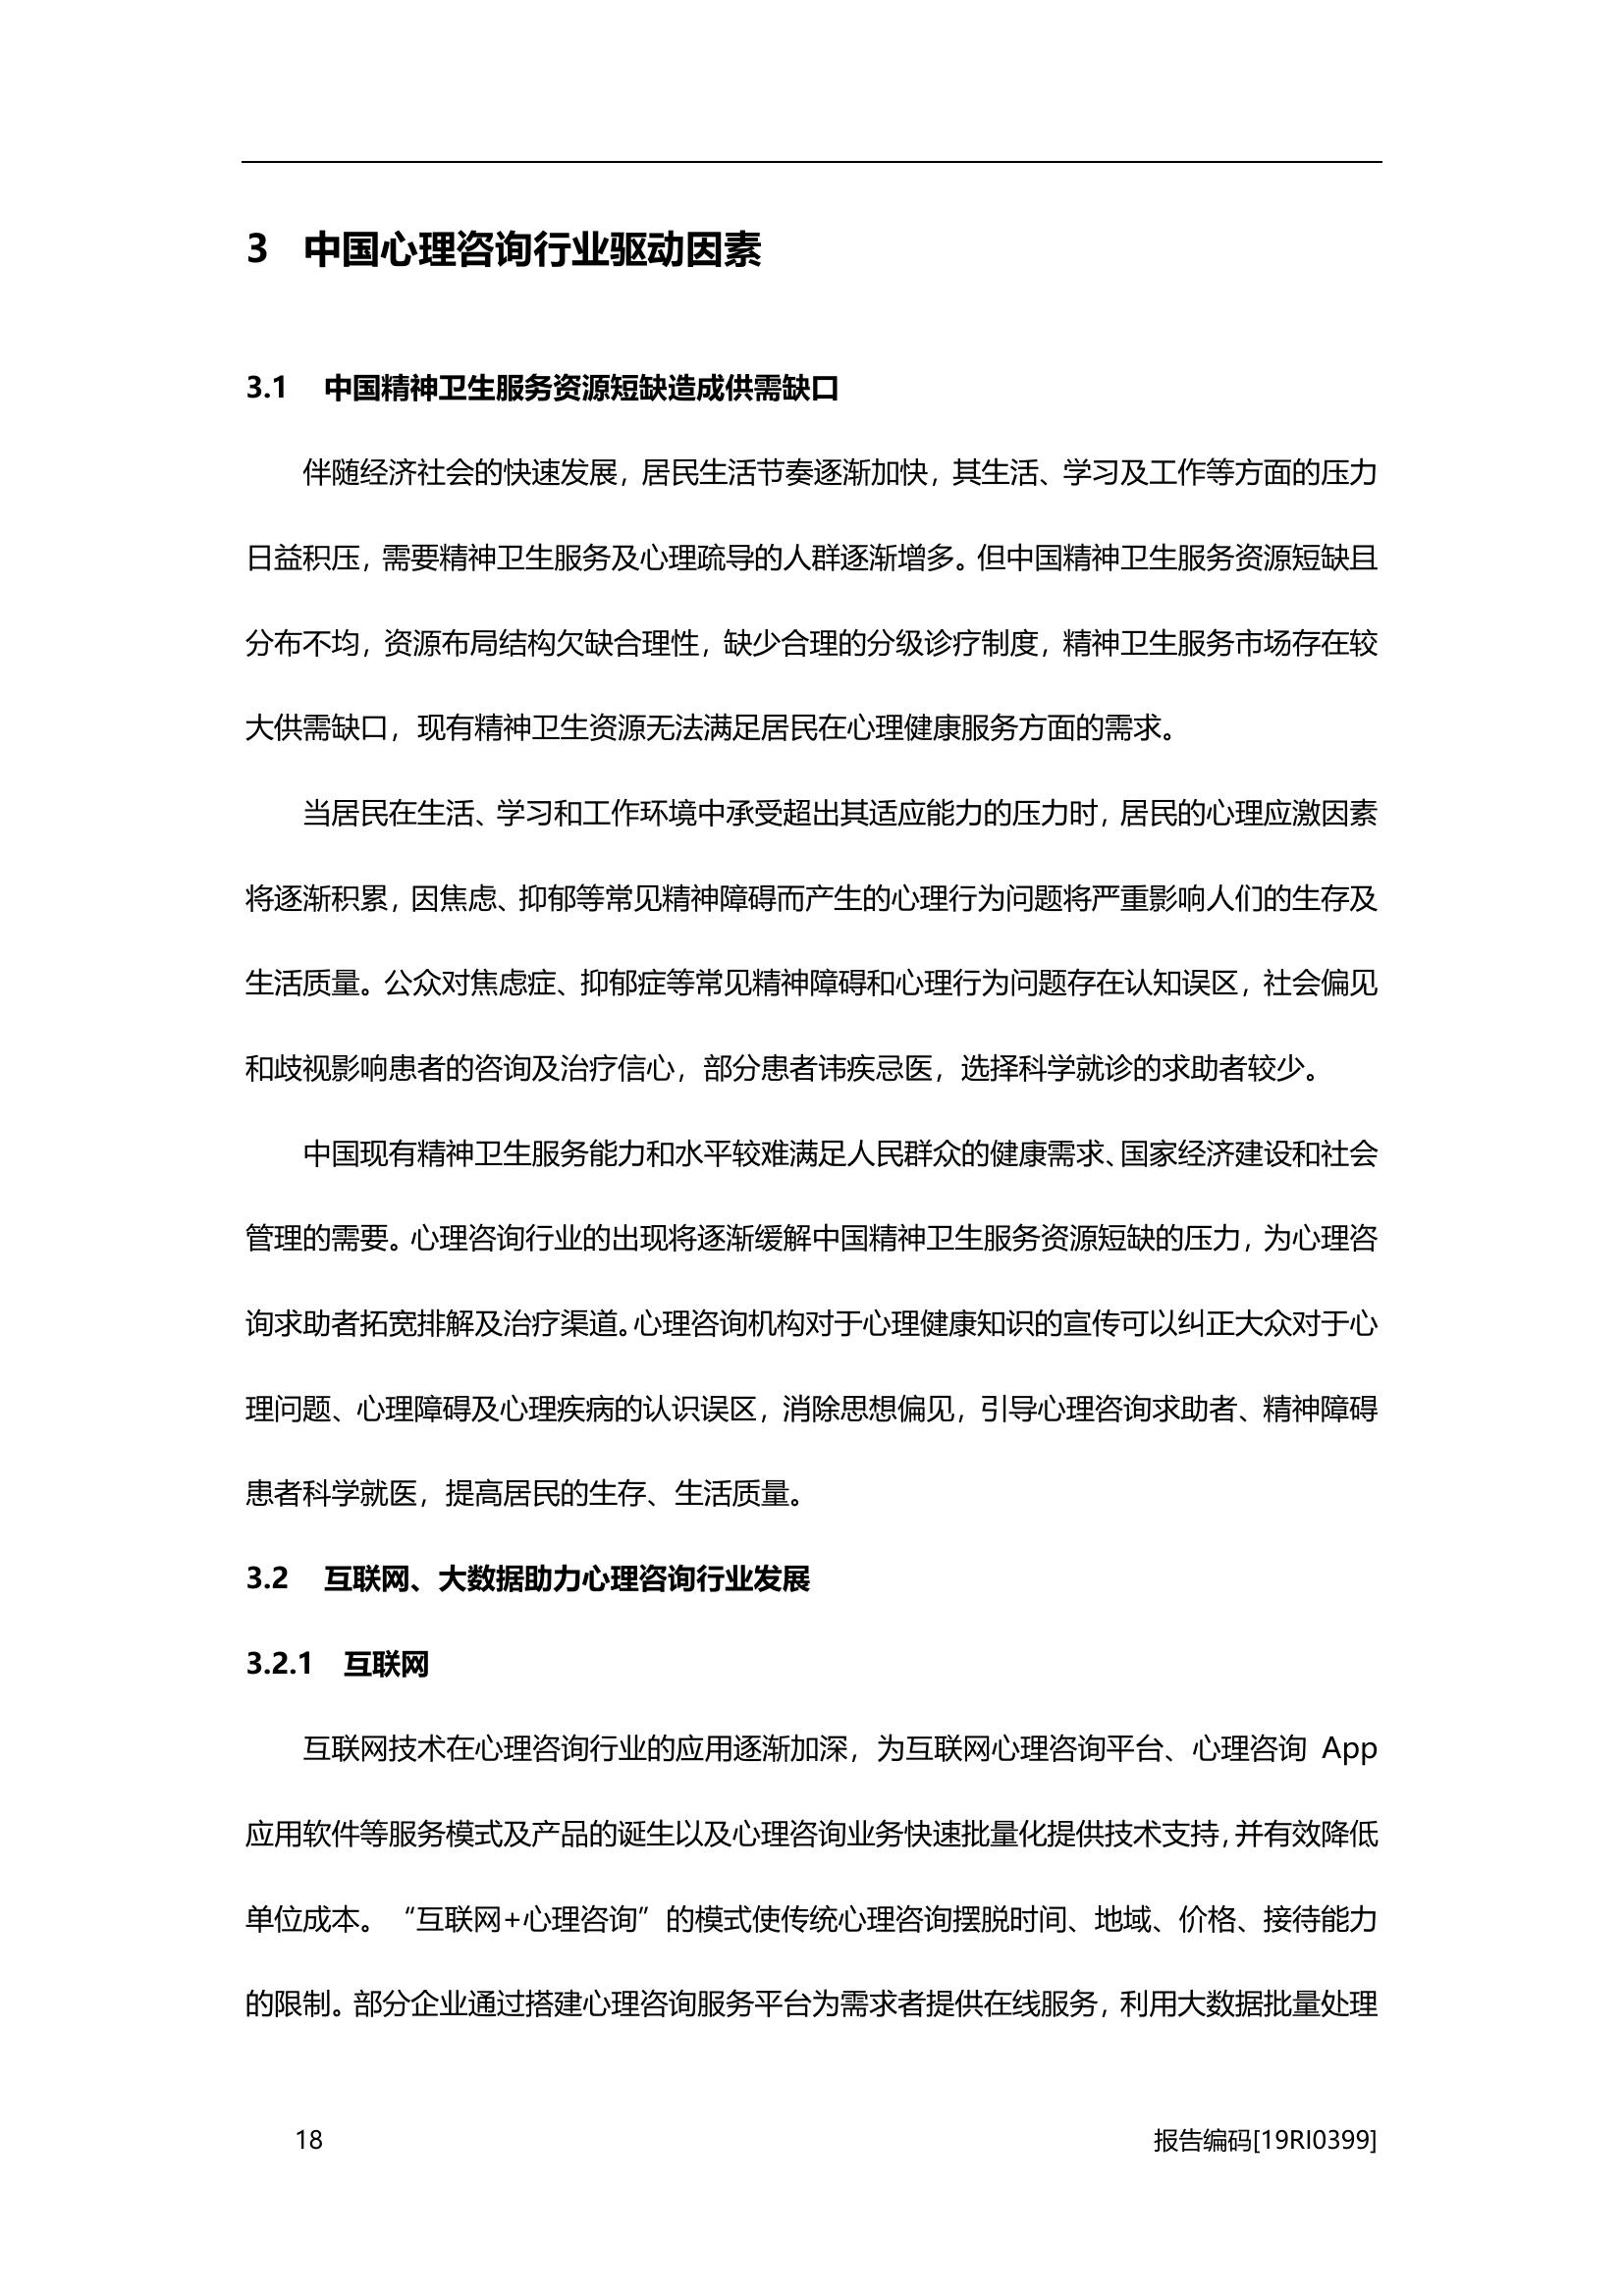 3 中国心理咨询行业驱动因素
3.1 中国精神卫生服务资源短缺造成供需缺口
伴随经济社会的快速发展，居民生活节奏逐渐加快，其生活、学习及工作等方面的压力
日益积压，需要精神卫生服务及心理疏导的人群逐渐增多。但中国精神卫生服务资源短缺且
分布不均，资源布局结构欠缺合理性，缺少合理的分级诊疗制度，精神卫生服务市场存在较
大供需缺口，现有精神卫生资源无法满足居民在心理健康服务方面的需求。
当居民在生活、学习和工作环境中承受超出其适应能力的压力时，居民的心理应激因素
将逐渐积累，因焦虑、抑郁等常见精神障碍而产生的心理行为问题将严重影响人们的生存及
生活质量。公众对焦虑症、抑郁症等常见精神障碍和心理行为问题存在认知误区，社会偏见
和歧视影响患者的咨询及治疗信心，部分患者讳疾忌医，选择科学就诊的求助者较少。
中国现有精神卫生服务能力和水平较难满足人民群众的健康需求、国家经济建设和社会
管理的需要。心理咨询行业的出现将逐渐缓解中国精神卫生服务资源短缺的压力，为心理咨
询求助者拓宽排解及治疗渠道。心理咨询机构对于心理健康知识的宣传可以纠正大众对于心
理问题、心理障碍及心理疾病的认识误区，消除思想偏见，引导心理咨询求助者、精神障碍
患者科学就医，提高居民的生存、生活质量。
3.2 互联网、大数据助力心理咨询行业发展
3.2.1 互联网
互联网技术在心理咨询行业的应用逐渐加深，为互联网心理咨询平台、心理咨询 App
应用软件等服务模式及产品的诞生以及心理咨询业务快速批量化提供技术支持，并有效降低
单位成本。“互联网+心理咨询”的模式使传统心理咨询摆脱时间、地域、价格、接待能力
的限制。部分企业通过搭建心理咨询服务平台为需求者提供在线服务，利用大数据批量处理
18 报告编码[19RI0399]